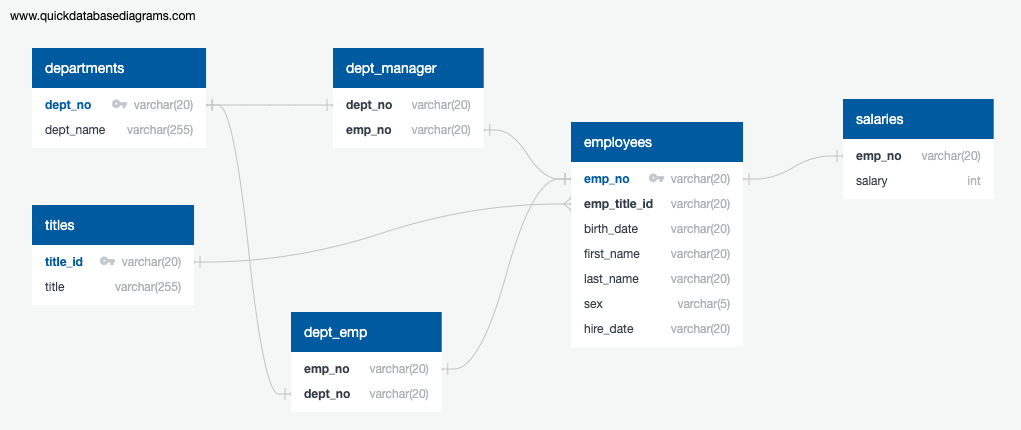 www.quickdatabasediagrams.com
departments
dept_no varchar(20)
dept_name varchar(255)
dept_manager
dept_no varchar(20)
emp_no varchar(20)
employees
emp_no varchar(20)
emp_title_id varchar(20)
birth_date varchar(20)
first_name varchar(20)
last_name varchar(20)
sex varchar(5)
hire_date varchar(20)
salaries
emp_no varchar(20)
salary int
titles
title_id varchar(20)
title varchar(255)
dept_emp
emp_no varchar(20)
dept_no varchar(20)